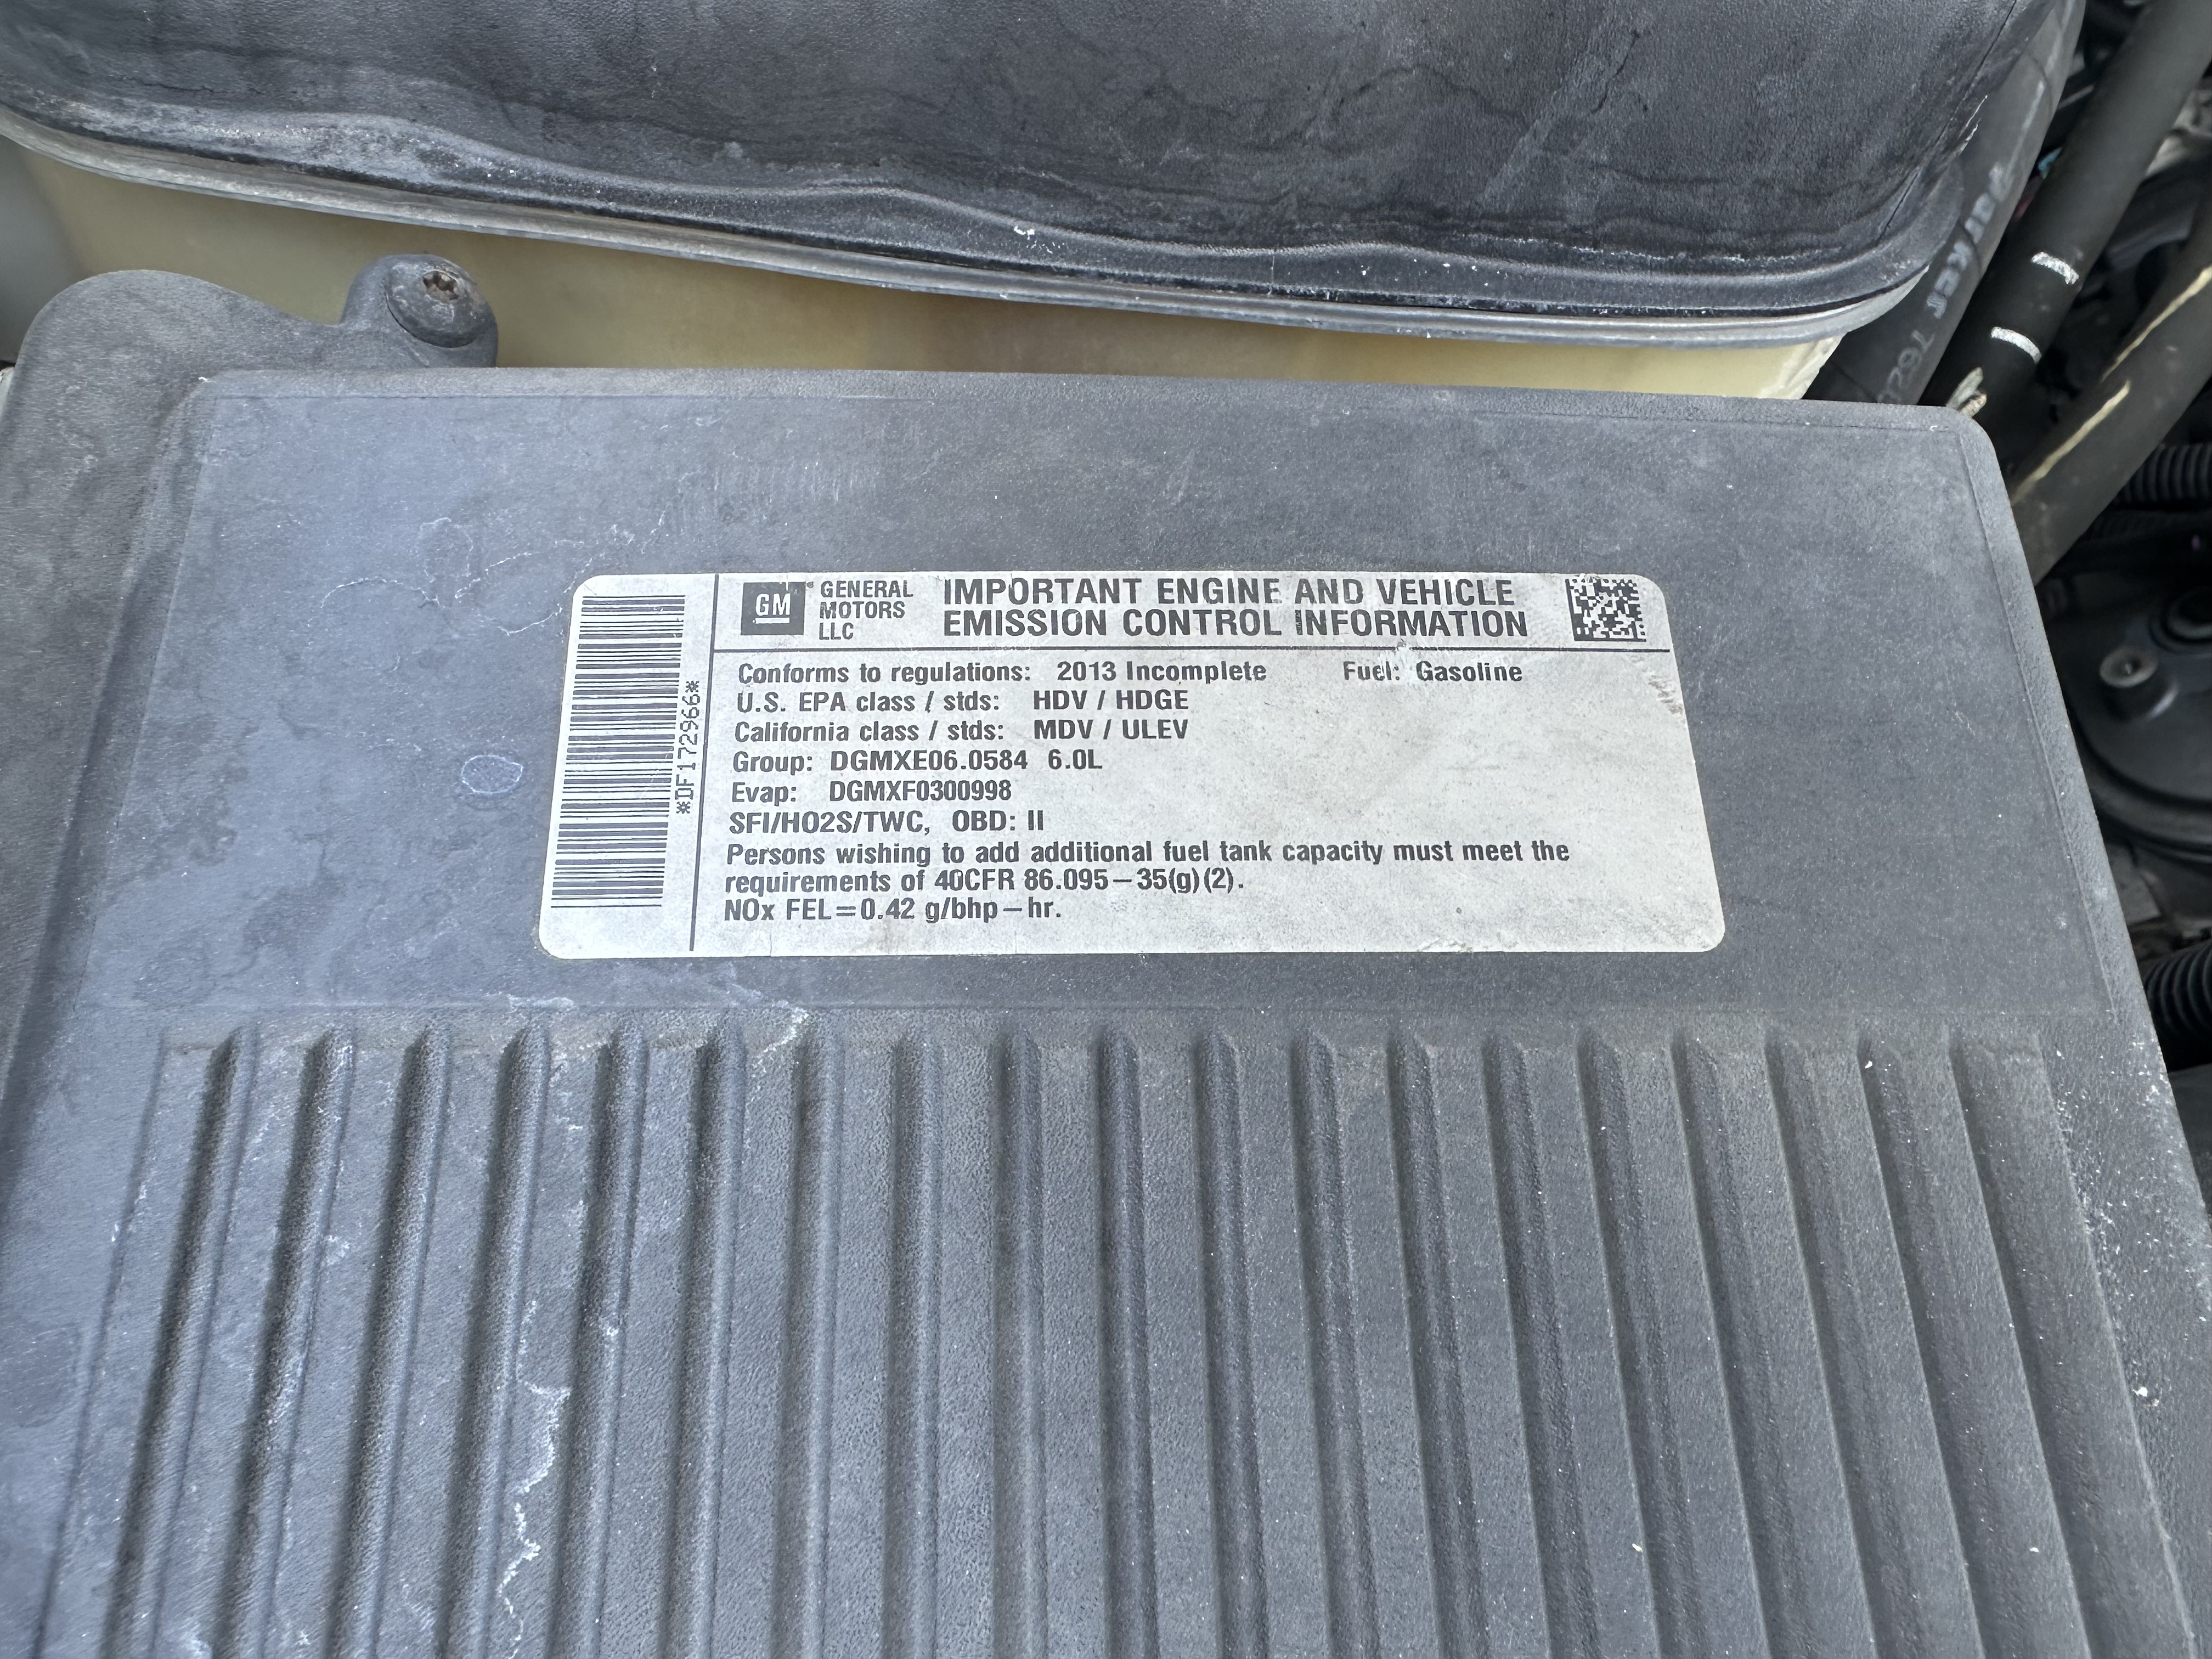 GM GENERAL MOTORS LLC
IMPORTANT ENGINE AND VEHICLE
EMISSION CONTROL INFORMATION
*DF172966*
Conforms to regulations: 2013 Incomplete Fuel: Gasoline
U.S. EPA class / stds: HDV / HDGE
California class / stds: MDV / ULEV
Group: DGMXE06.0584 6.0L
Evap: DGMXF0300998
SFI/HO2S/TWC, OBD: II
Persons wishing to add additional fuel tank capacity must meet the
requirements of 40CFR 86.095–35(g)(2).
NOx FEL=0.42 g/bhp–hr.